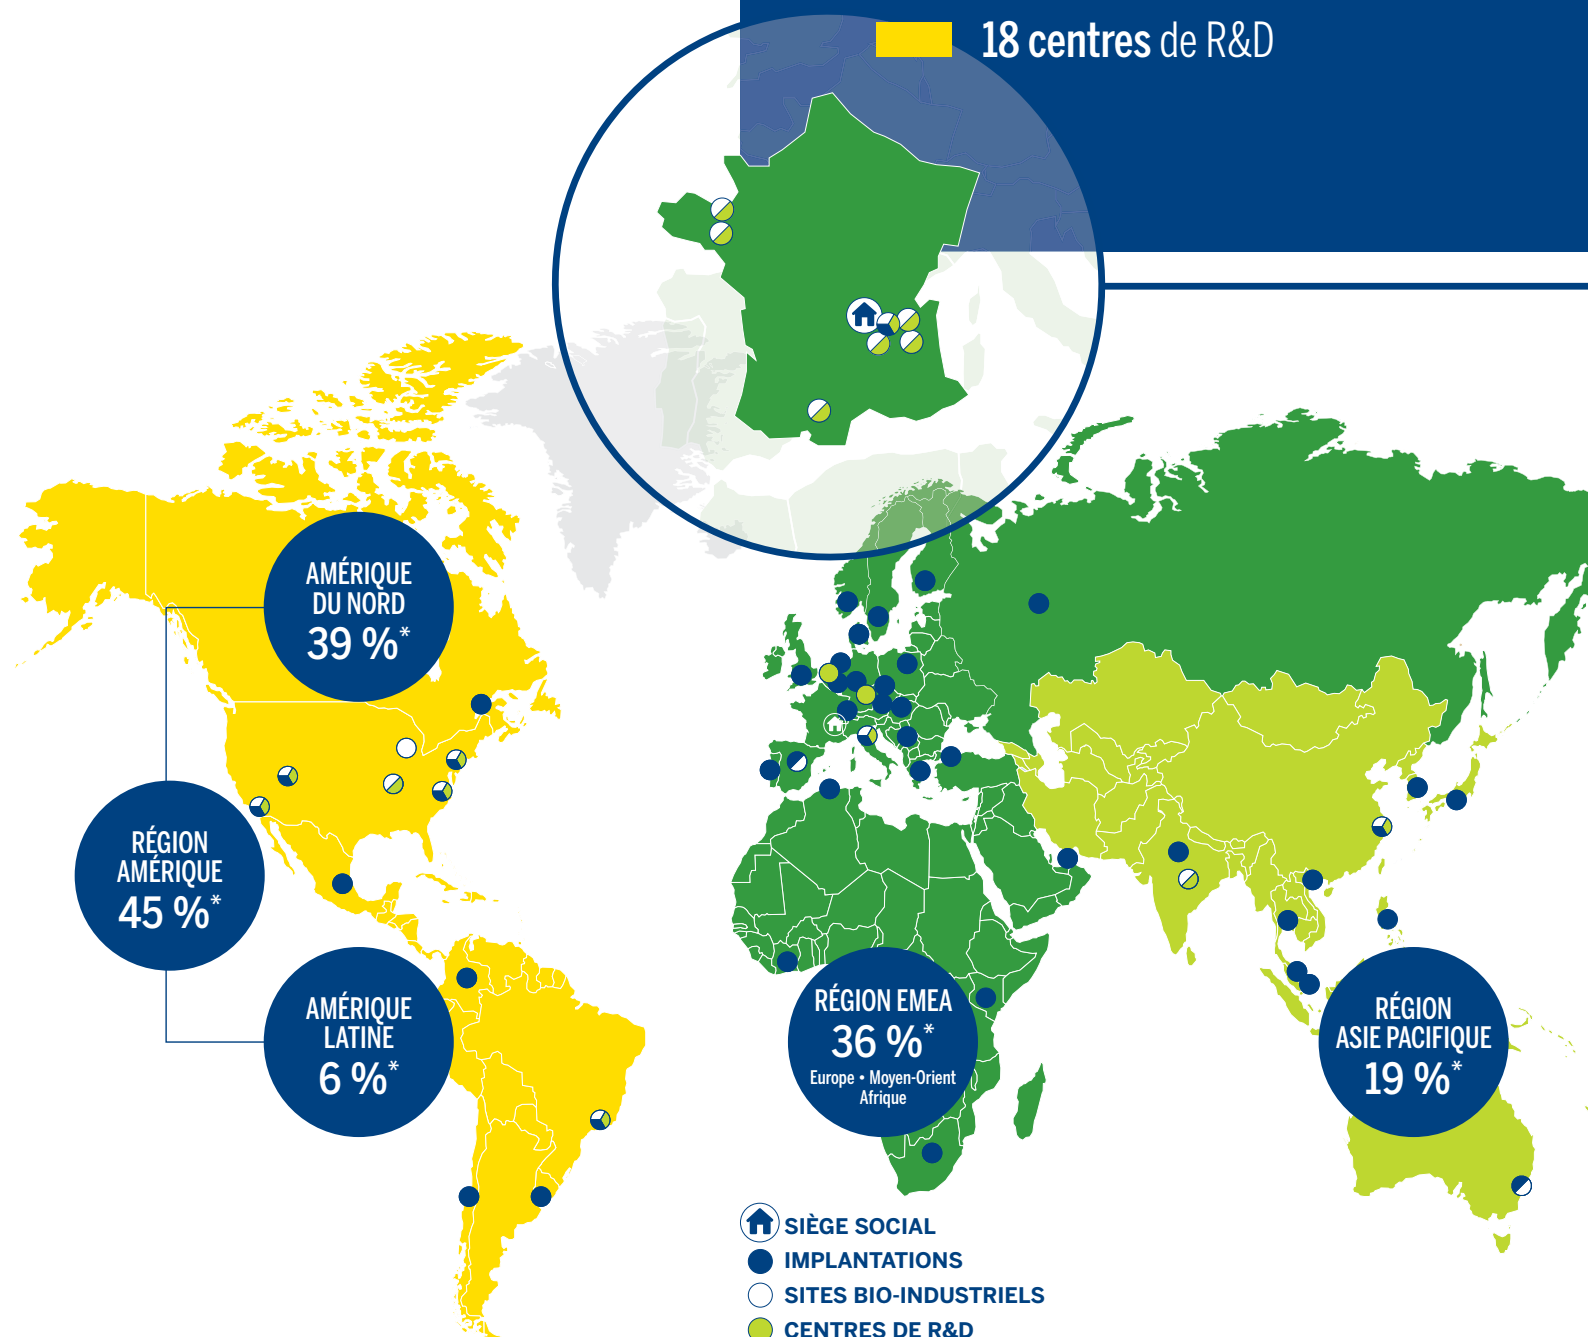 18 centres de R&D
AMÉRIQUE
DU NORD
39 %*
RÉGION
AMÉRIQUE
45 %*
AMÉRIQUE
LATINE
6 %*
RÉGION EMEA
36 %*
Europe • Moyen-Orient
Afrique
RÉGION
ASIE PACIFIQUE
19 %*
SIÈGE SOCIAL
IMPLANTATIONS
SITES BIO-INDUSTRIELS
CENTRES DE R&D